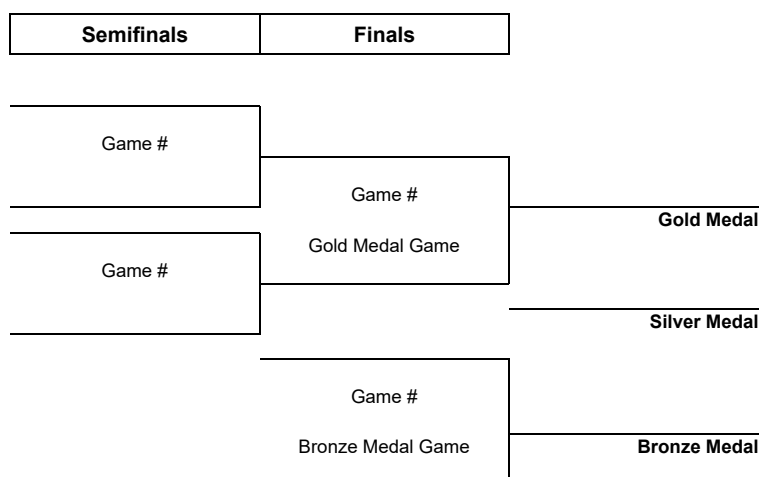 Semifinals Finals
Game #
Game #
Gold Medal
Gold Medal Game
Game #
Silver Medal
Game #
Bronze Medal Game Bronze Medal